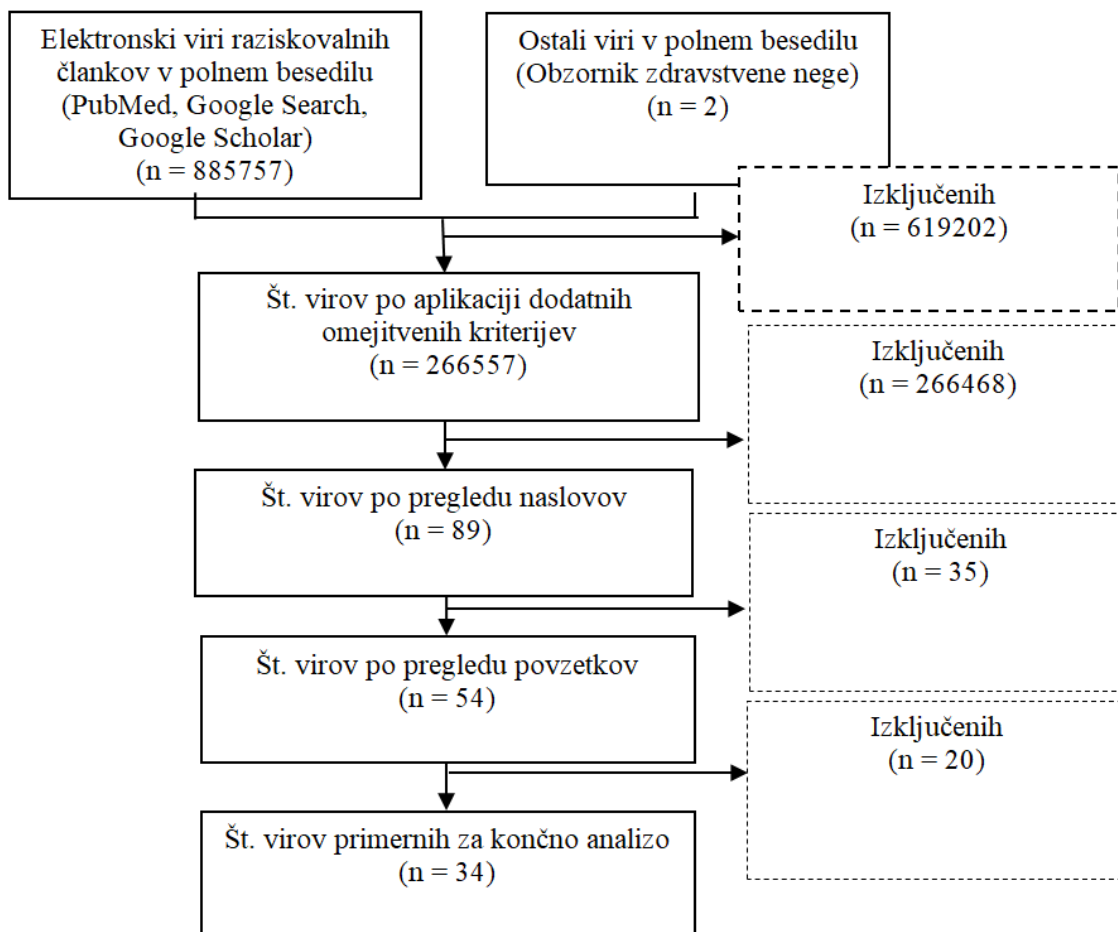 Elektronski viri raziskovalnih
člankov v polnem besedilu
(PubMed, Google Search,
Google Scholar)
(n = 885757)
Ostali viri v polnem besedilu
(Obzornik zdravstvene nege)
(n = 2)
Izključenih
(n = 619202)
Št. virov po aplikaciji dodatnih
omejitvenih kriterijev
(n = 266557)
Izključenih
(n = 266468)
Št. virov po pregledu naslovov
(n = 89)
Izključenih
(n = 35)
Št. virov po pregledu povzetkov
(n = 54)
Izključenih
(n = 20)
Št. virov primernih za končno analizo
(n = 34)